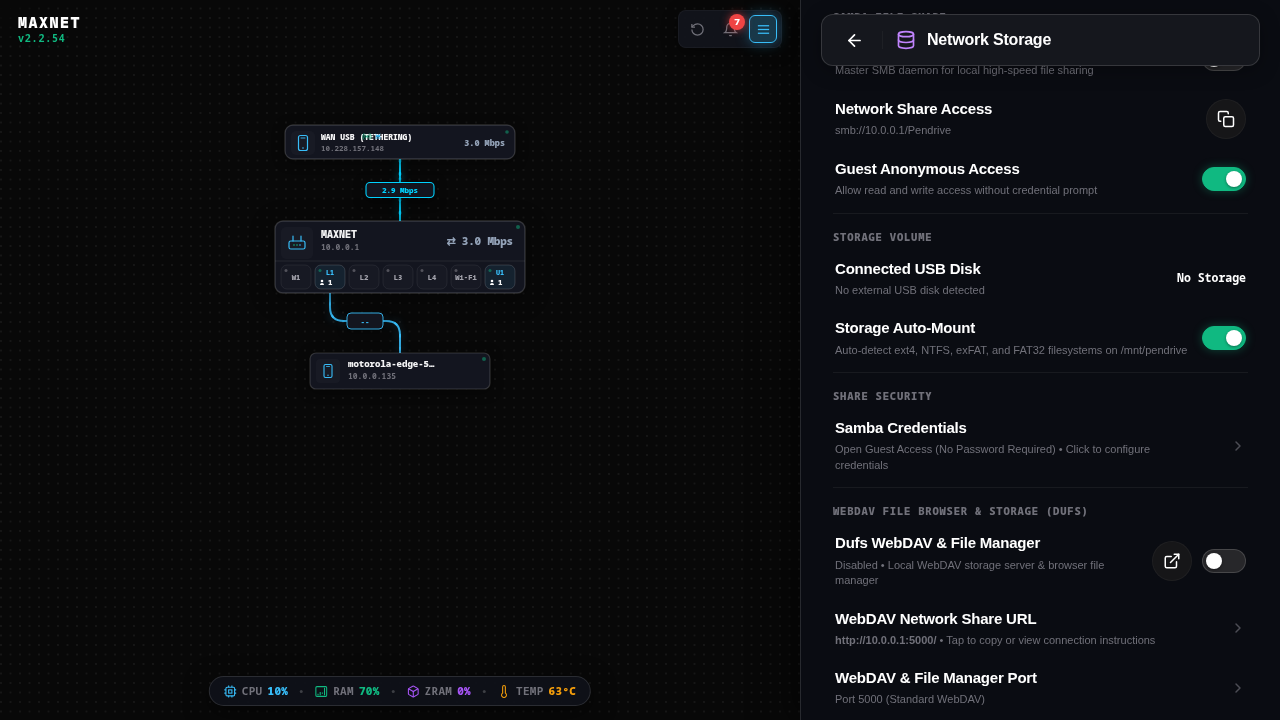 MAXNET
v2.2.54
7
WAN USB (TETHERING)
10.228.157.148
3.0 Mbps
2.9 Mbps
MAXNET
10.0.0.1
⇄ 3.0 Mbps
W1
L1
1
L2
L3
L4
Wi-Fi
U1
1
--
motorola-edge-5…
10.0.0.135
CPU 10% • RAM 70% • ZRAM 0% • TEMP 63°C
Network Storage
Master SMB daemon for local high-speed file sharing
Network Share Access
smb://10.0.0.1/Pendrive
Guest Anonymous Access
Allow read and write access without credential prompt
STORAGE VOLUME
Connected USB Disk
No external USB disk detected
No Storage
Storage Auto-Mount
Auto-detect ext4, NTFS, exFAT, and FAT32 filesystems on /mnt/pendrive
SHARE SECURITY
Samba Credentials
Open Guest Access (No Password Required) • Click to configure
credentials
WEBDAV FILE BROWSER & STORAGE (DUFS)
Dufs WebDAV & File Manager
Disabled • Local WebDAV storage server & browser file
manager
WebDAV Network Share URL
http://10.0.0.1:5000/ • Tap to copy or view connection instructions
WebDAV & File Manager Port
Port 5000 (Standard WebDAV)